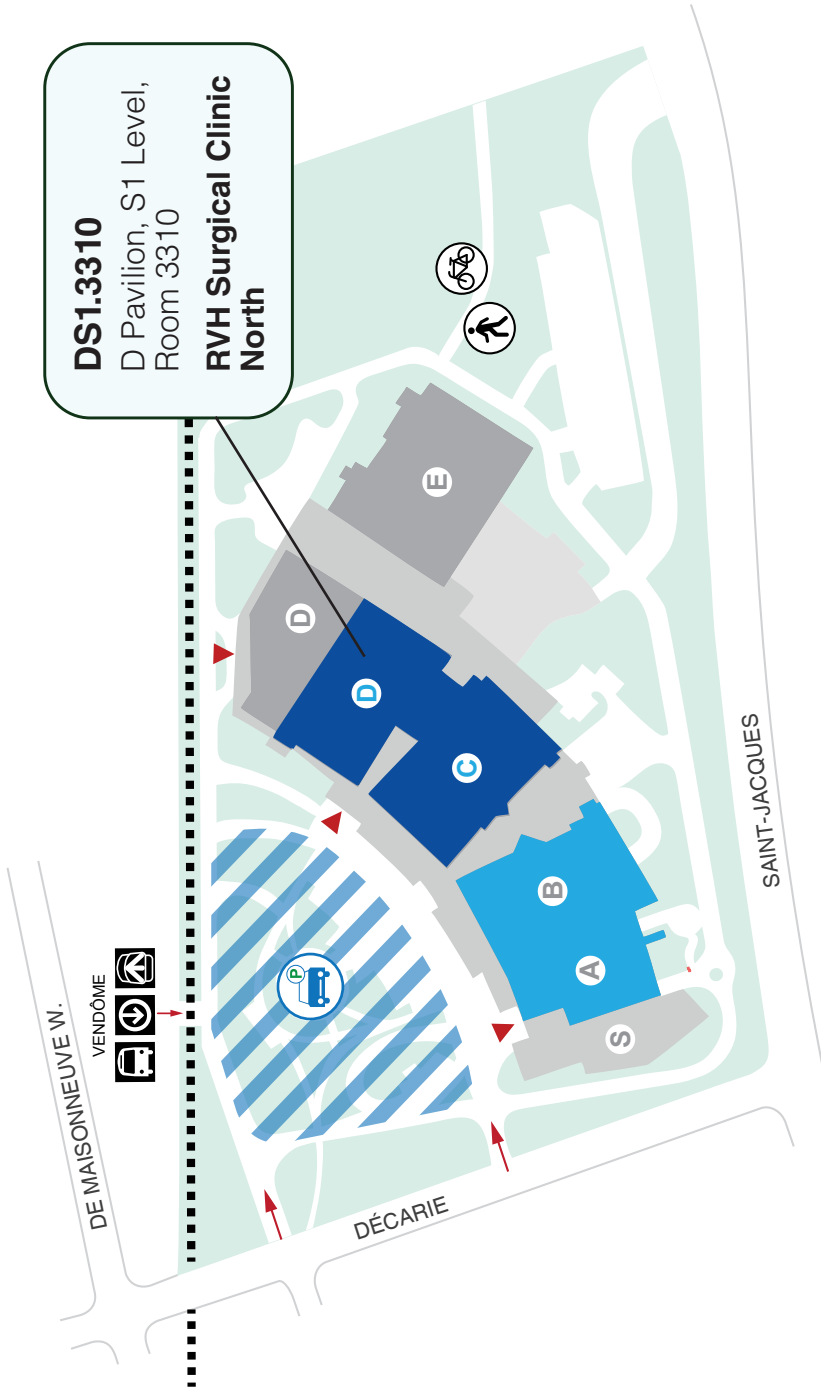 DS1.3310
D Pavilion, S1 Level,
Room 3310
RVH Surgical Clinic
North
DE MAISONNEUVE W.
VENDÔME
P
D
D
E
C
B
A
S
DÉCARIE
SAINT-JACQUES